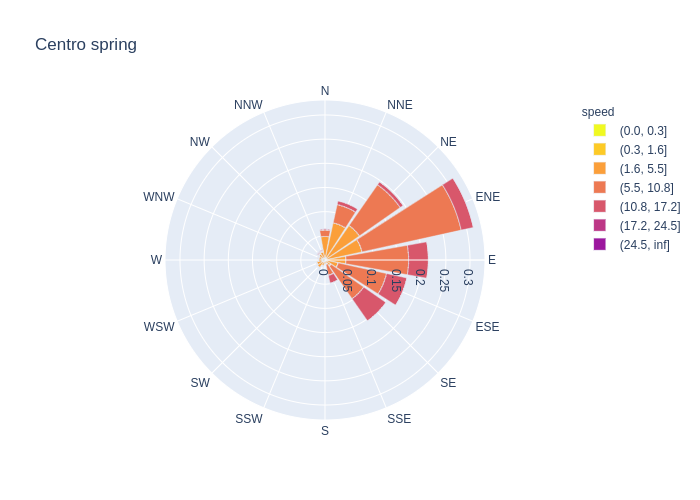 Centro spring
N
NNE
NE
ENE
E
ESE
SE
SSE
S
SSW
SW
WSW
W
WNW
NW
NNW
0
0.05
0.1
0.15
0.2
0.25
0.3
speed
(0.0, 0.3]
(0.3, 1.6]
(1.6, 5.5]
(5.5, 10.8]
(10.8, 17.2]
(17.2, 24.5]
(24.5, inf]